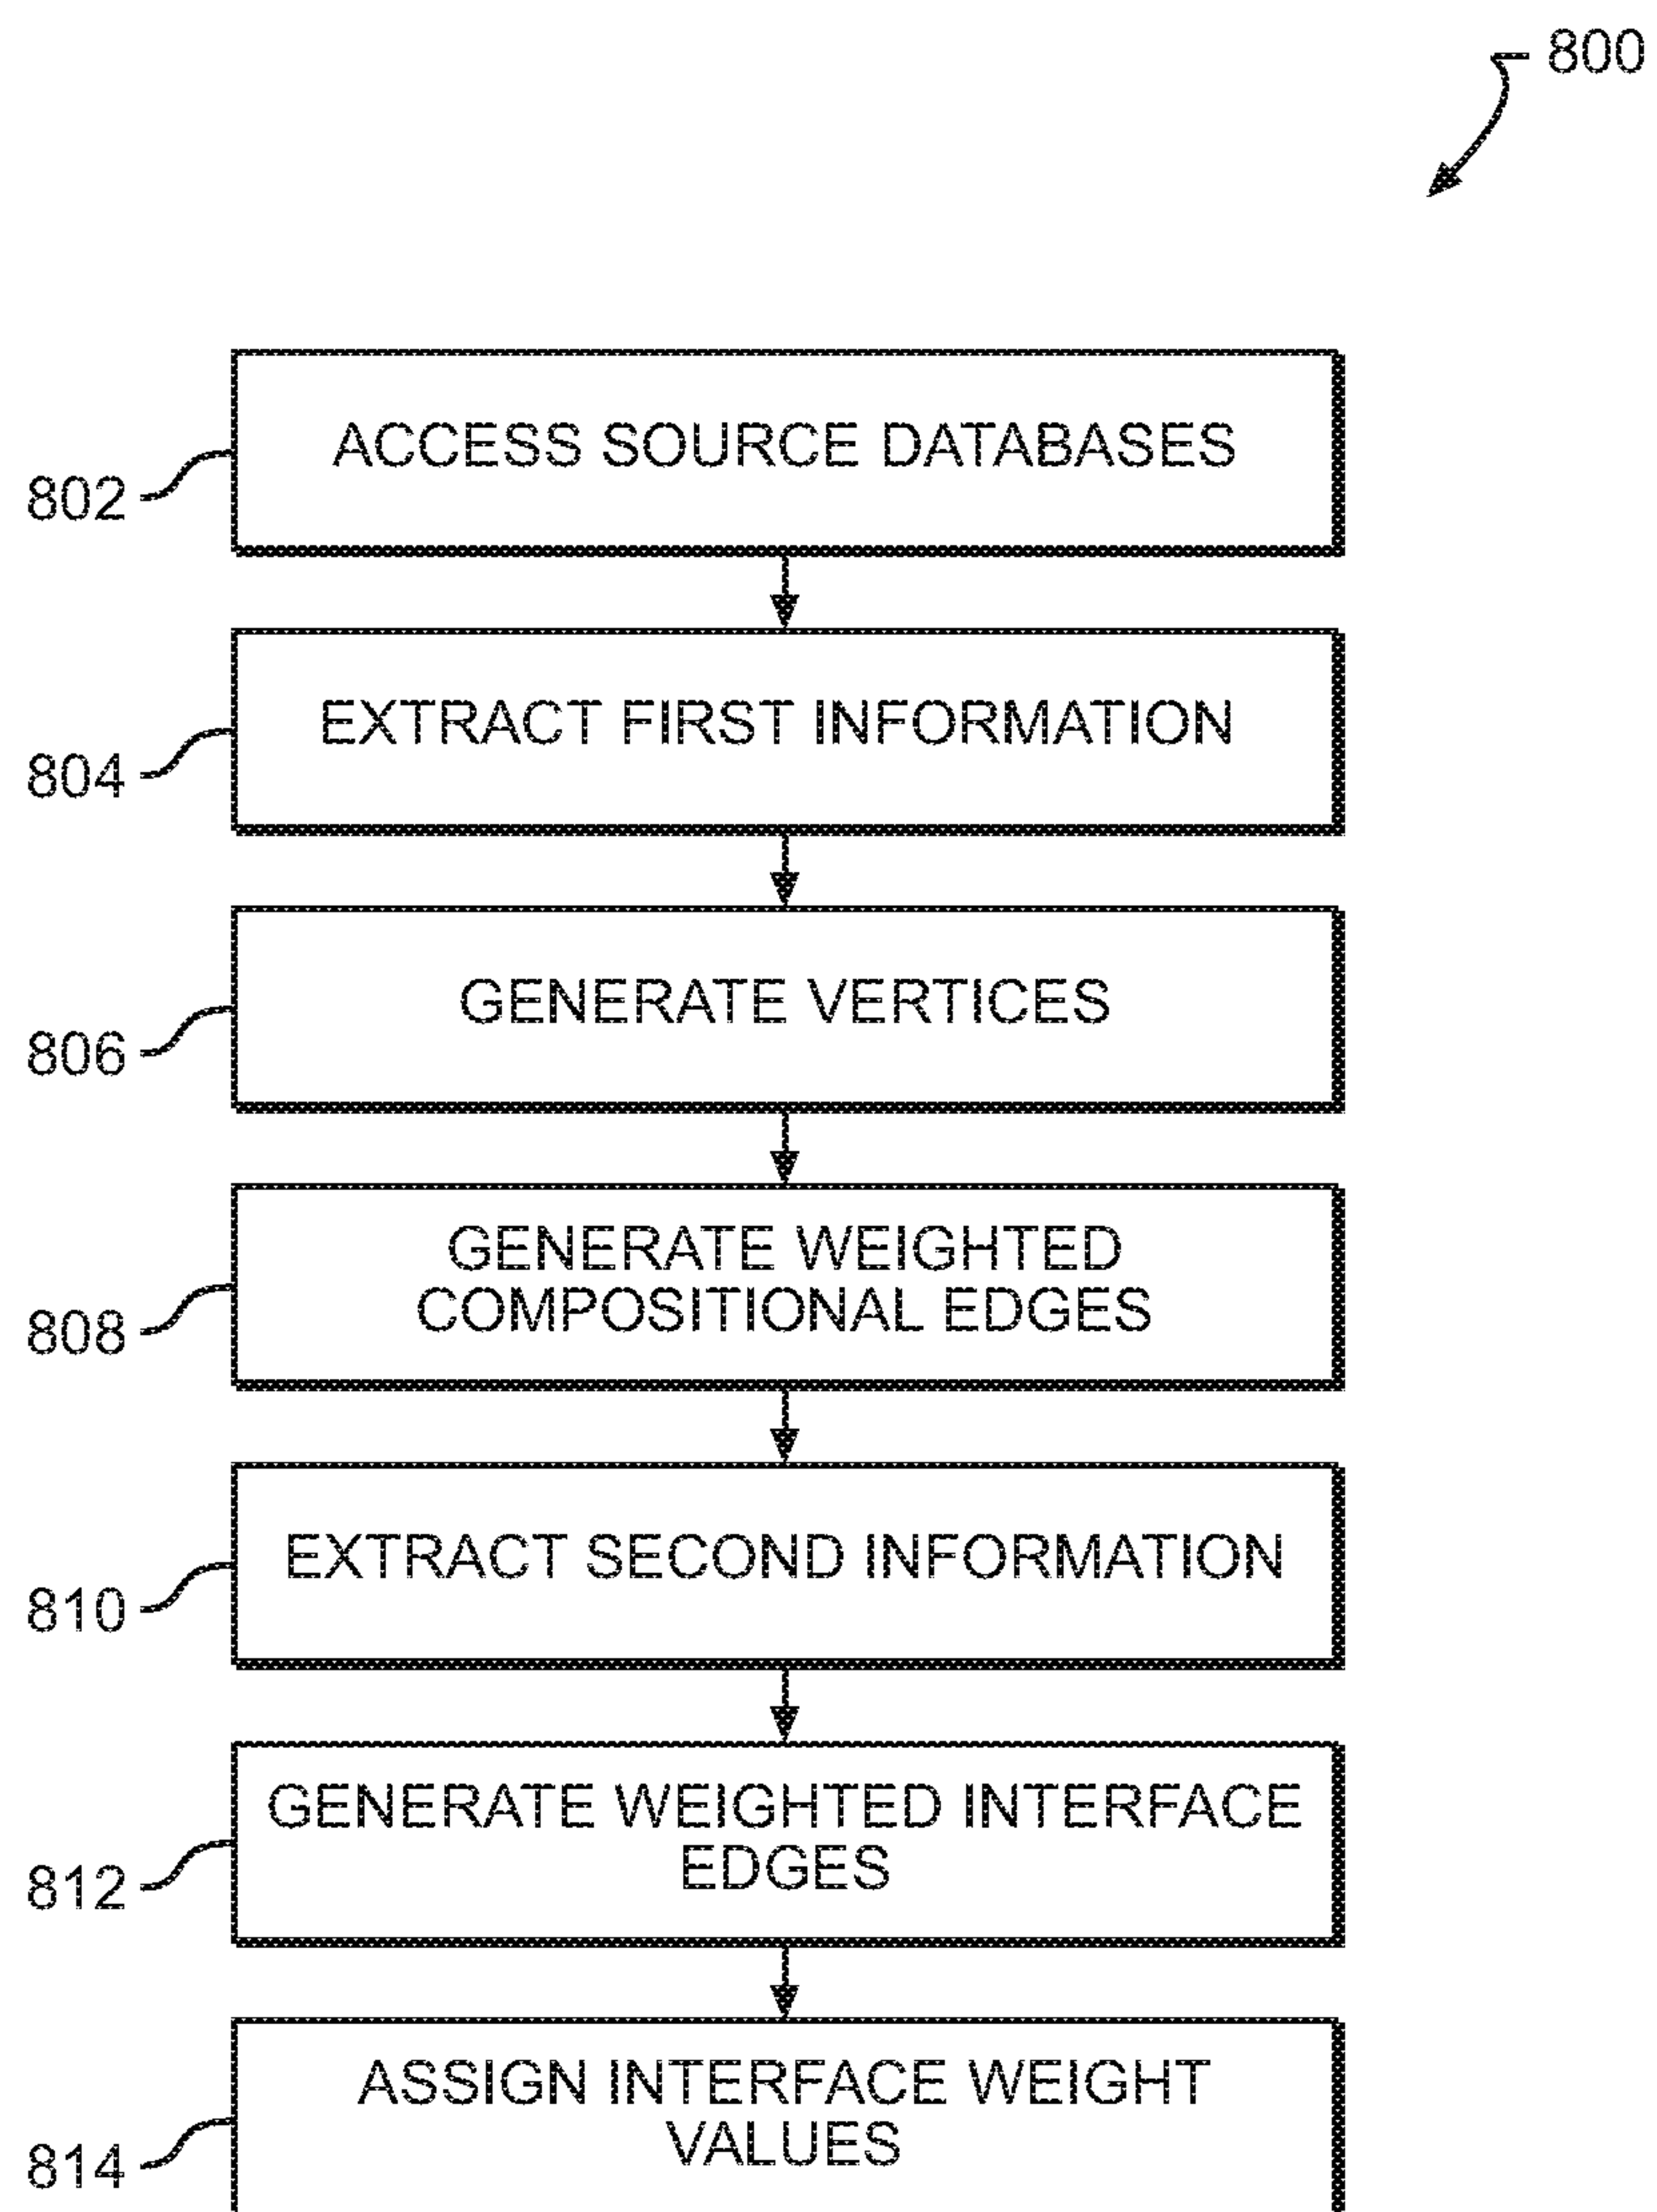 800
ACCESS SOURCE DATABASES
802
EXTRACT FIRST INFORMATION
804
GENERATE VERTICES
806
GENERATE WEIGHTED
COMPOSITIONAL EDGES
808
EXTRACT SECOND INFORMATION
810
GENERATE WEIGHTED INTERFACE
EDGES
812
ASSIGN INTERFACE WEIGHT
VALUES
814